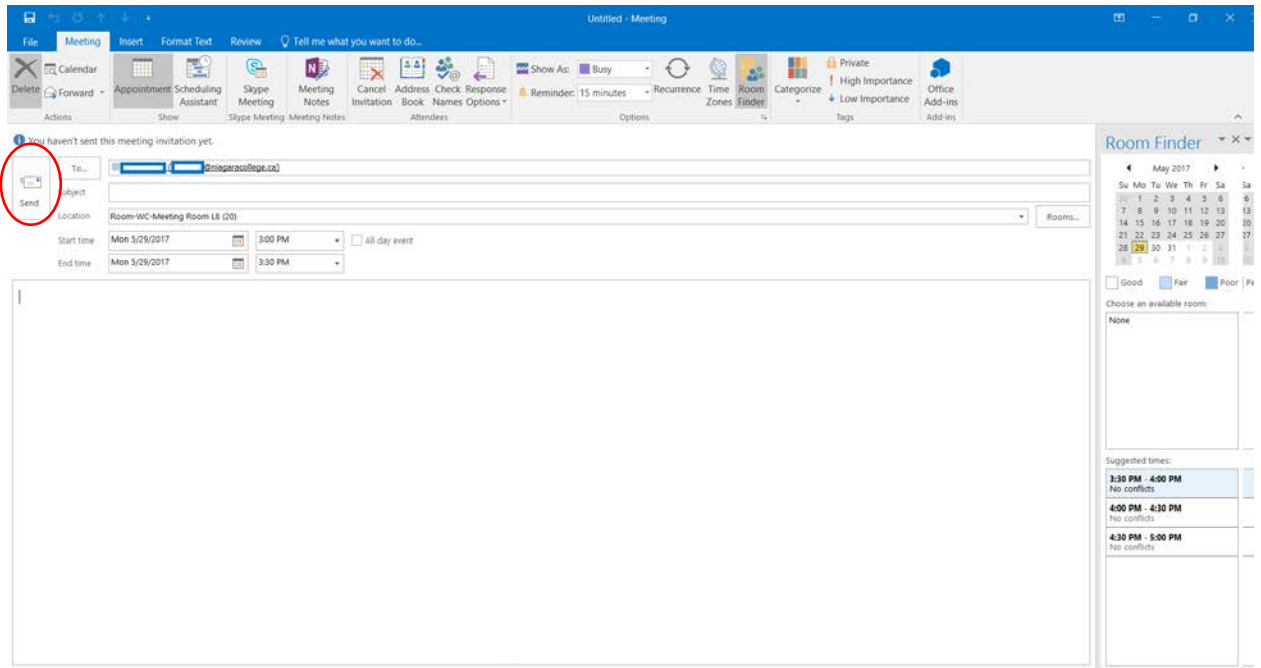 Untitled - Meeting
File Meeting Insert Format Text Review Tell me what you want to do...
Delete
Calendar
Forward
Actions
Appointment
Scheduling Assistant
Show
Skype Meeting
Skype Meeting
Meeting Notes
Meeting Notes
Cancel Invitation
Address Book
Check Names
Response Options
Attendees
Show As: Busy
Reminder: 15 minutes
Recurrence
Time Zones
Room Finder
Options
Categorize
Private
High Importance
Low Importance
Tags
Office Add-ins
Add-ins
You haven't sent this meeting invitation yet.
Send
To... ( @niagaracollege.ca)
Subject
Location Room-WC-Meeting Room L8 (20) Rooms...
Start time Mon 5/29/2017 3:00 PM All day event
End time Mon 5/29/2017 3:30 PM
Room Finder
May 2017
Su Mo Tu We Th Fr Sa Sa
30 1 2 3 4 5 6 6
7 8 9 10 11 12 13 13
14 15 16 17 18 19 20 20
21 22 23 24 25 26 27 27
28 29 30 31 1 2 3
4 5 6 7 8 9 10
Good Fair Poor
Choose an available room:
None
Suggested times:
3:30 PM - 4:00 PM
No conflicts
4:00 PM - 4:30 PM
No conflicts
4:30 PM - 5:00 PM
No conflicts